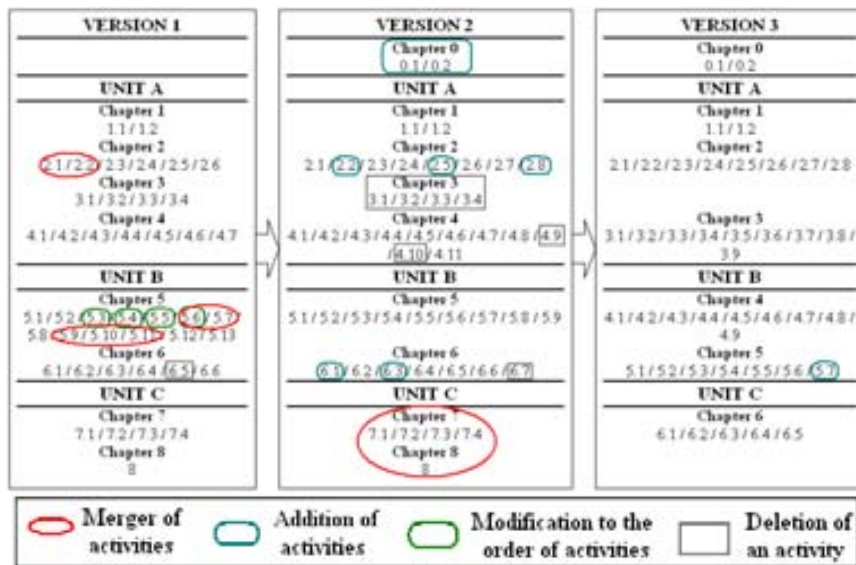 VERSION 1
UNIT A
Chapter 1
1.1 / 1.2
Chapter 2
2.1 / 2.2 / 2.3 / 2.4 / 2.5 / 2.6
Chapter 3
3.1 / 3.2 / 3.3 / 3.4
Chapter 4
4.1 / 4.2 / 4.3 / 4.4 / 4.5 / 4.6 / 4.7
UNIT B
Chapter 5
5.1 / 5.2 / 5.3 / 5.4 / 5.5 / 5.6 / 5.7 /
5.8 / 5.9 / 5.10 / 5.11 / 5.12 / 5.13
Chapter 6
6.1 / 6.2 / 6.3 / 6.4 / 6.5 / 6.6
UNIT C
Chapter 7
7.1 / 7.2 / 7.3 / 7.4
Chapter 8
8
VERSION 2
Chapter 0
0.1 / 0.2
UNIT A
Chapter 1
1.1 / 1.2
Chapter 2
2.1 / 2.2 / 2.3 / 2.4 / 2.5 / 2.6 / 2.7 / 2.8
Chapter 3
3.1 / 3.2 / 3.3 / 3.4
Chapter 4
4.1 / 4.2 / 4.3 / 4.4 / 4.5 / 4.6 / 4.7 / 4.8 / 4.9
/ 4.10 / 4.11
UNIT B
Chapter 5
5.1 / 5.2 / 5.3 / 5.4 / 5.5 / 5.6 / 5.7 / 5.8 / 5.9
Chapter 6
6.1 / 6.2 / 6.3 / 6.4 / 6.5 / 6.6 / 6.7
UNIT C
Chapter 7
7.1 / 7.2 / 7.3 / 7.4
Chapter 8
8
VERSION 3
Chapter 0
0.1 / 0.2
UNIT A
Chapter 1
1.1 / 1.2
Chapter 2
2.1 / 2.2 / 2.3 / 2.4 / 2.5 / 2.6 / 2.7 / 2.8
Chapter 3
3.1 / 3.2 / 3.3 / 3.4 / 3.5 / 3.6 / 3.7 / 3.8 /
3.9
UNIT B
Chapter 4
4.1 / 4.2 / 4.3 / 4.4 / 4.5 / 4.6 / 4.7 / 4.8 /
4.9
Chapter 5
5.1 / 5.2 / 5.3 / 5.4 / 5.5 / 5.6 / 5.7
UNIT C
Chapter 6
6.1 / 6.2 / 6.3 / 6.4 / 6.5
Merger of
activities
Addition of
activities
Modification to the
order of activities
Deletion of
an activity